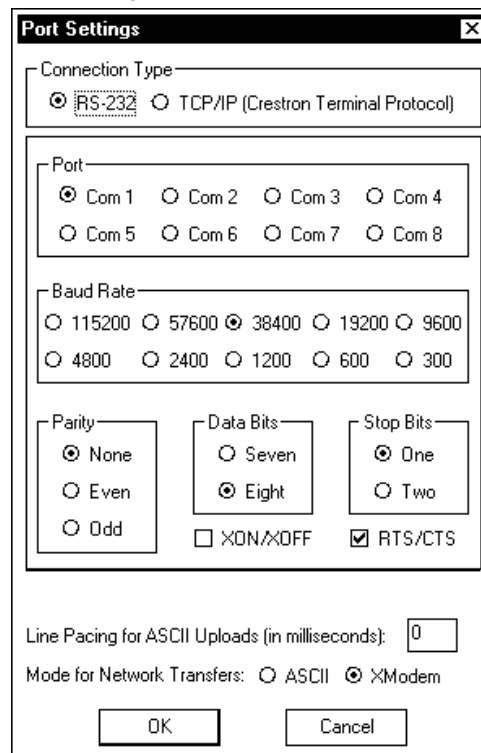 Port Settings
Connection Type
RS-232 TCP/IP (Crestron Terminal Protocol)
Port
Com 1 Com 2 Com 3 Com 4
Com 5 Com 6 Com 7 Com 8
Baud Rate
115200 57600 38400 19200 9600
4800 2400 1200 600 300
Parity
None
Even
Odd
Data Bits
Seven
Eight
Stop Bits
One
Two
XON/XOFF RTS/CTS
Line Pacing for ASCII Uploads (in milliseconds): 0
Mode for Network Transfers: ASCII XModem
OK Cancel